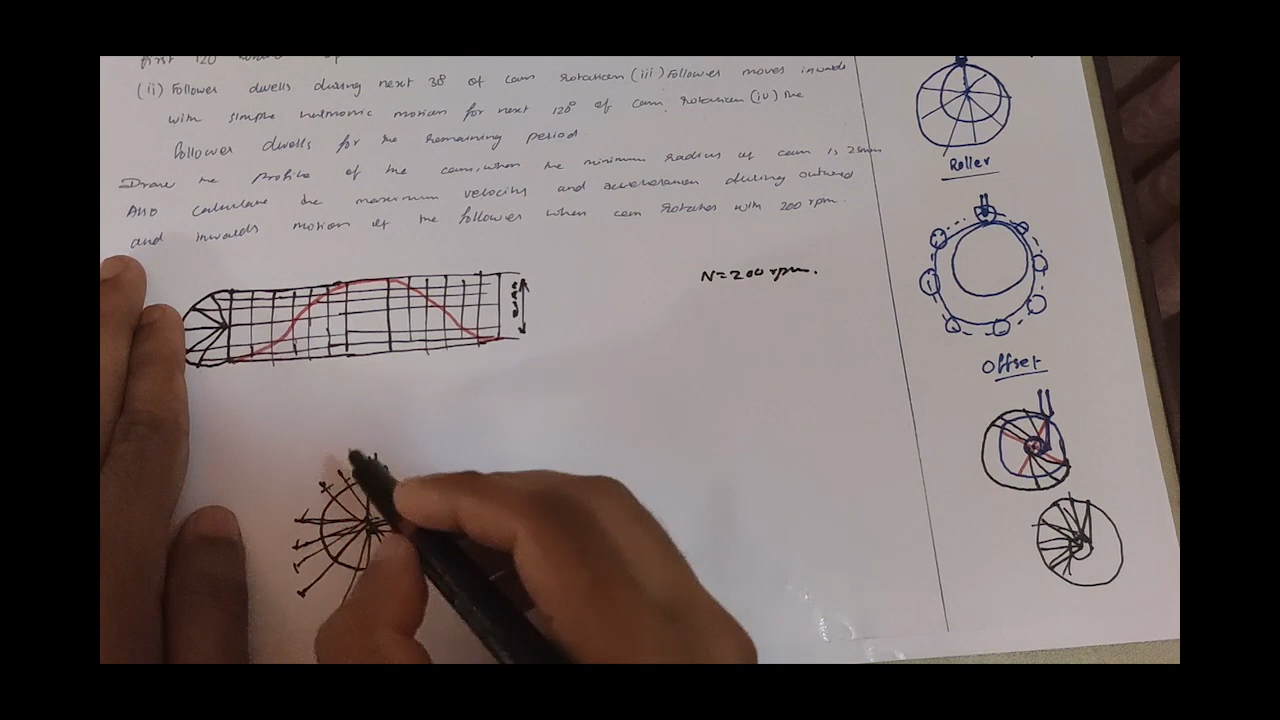 first 120
(ii) Follower dwells during next 30° of cam rotation (iii) Follower moves inwards
with simple harmonic motion for next 120° of cam rotation (iv) The
follower dwells for the remaining period.
Draw the profile of the cam, when the minimum radius of cam is 25mm
Also calculate the maximum velocity and acceleration during outward
and inwards motion of the follower when cam rotates with 200 rpm.
N=200 rpm.
Roller
Offset